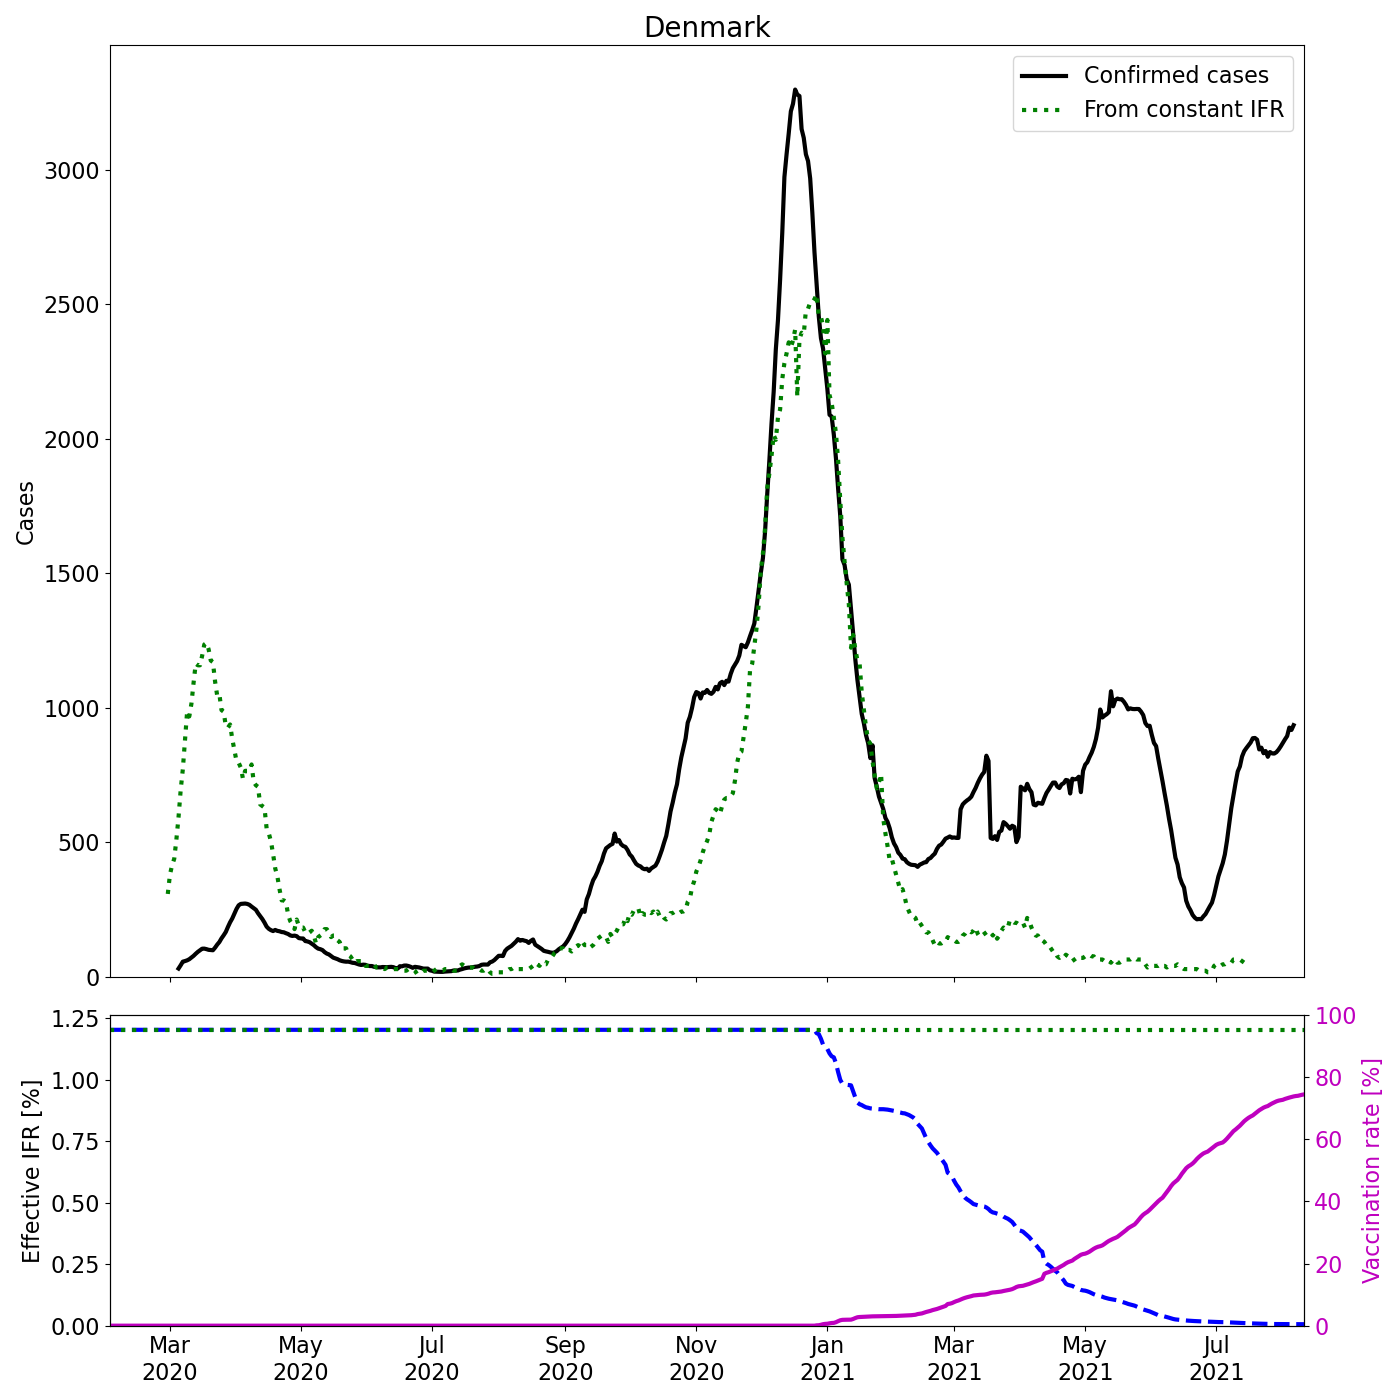 Denmark
Confirmed cases
From constant IFR
Cases
3000
2500
2000
1500
1000
500
0
Effective IFR [%]
1.25
1.00
0.75
0.50
0.25
0.00
100
80
60
40
20
0
Vaccination rate [%]
Mar
2020
May
2020
Jul
2020
Sep
2020
Nov
2020
Jan
2021
Mar
2021
May
2021
Jul
2021